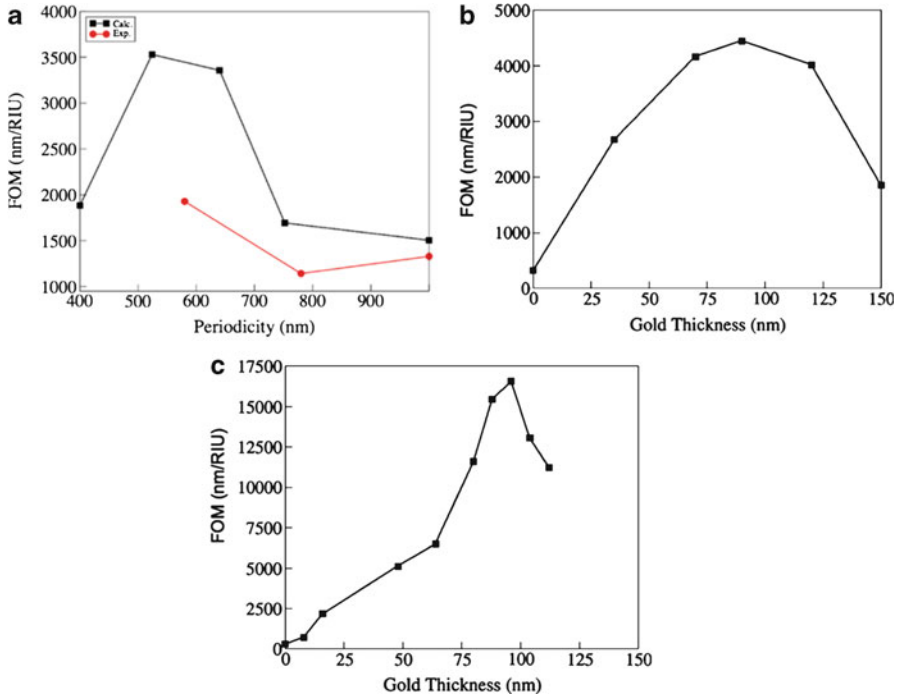 a
Calc.
Exp.
FOM (nm/RIU)
4000
3500
3000
2500
2000
1500
1000
400 500 600 700 800 900
Periodicity (nm)
b
FOM (nm/RIU)
5000
4000
3000
2000
1000
0
0 25 50 75 100 125 150
Gold Thickness (nm)
c
FOM (nm/RIU)
17500
15000
12500
10000
7500
5000
2500
0
0 25 50 75 100 125 150
Gold Thickness (nm)